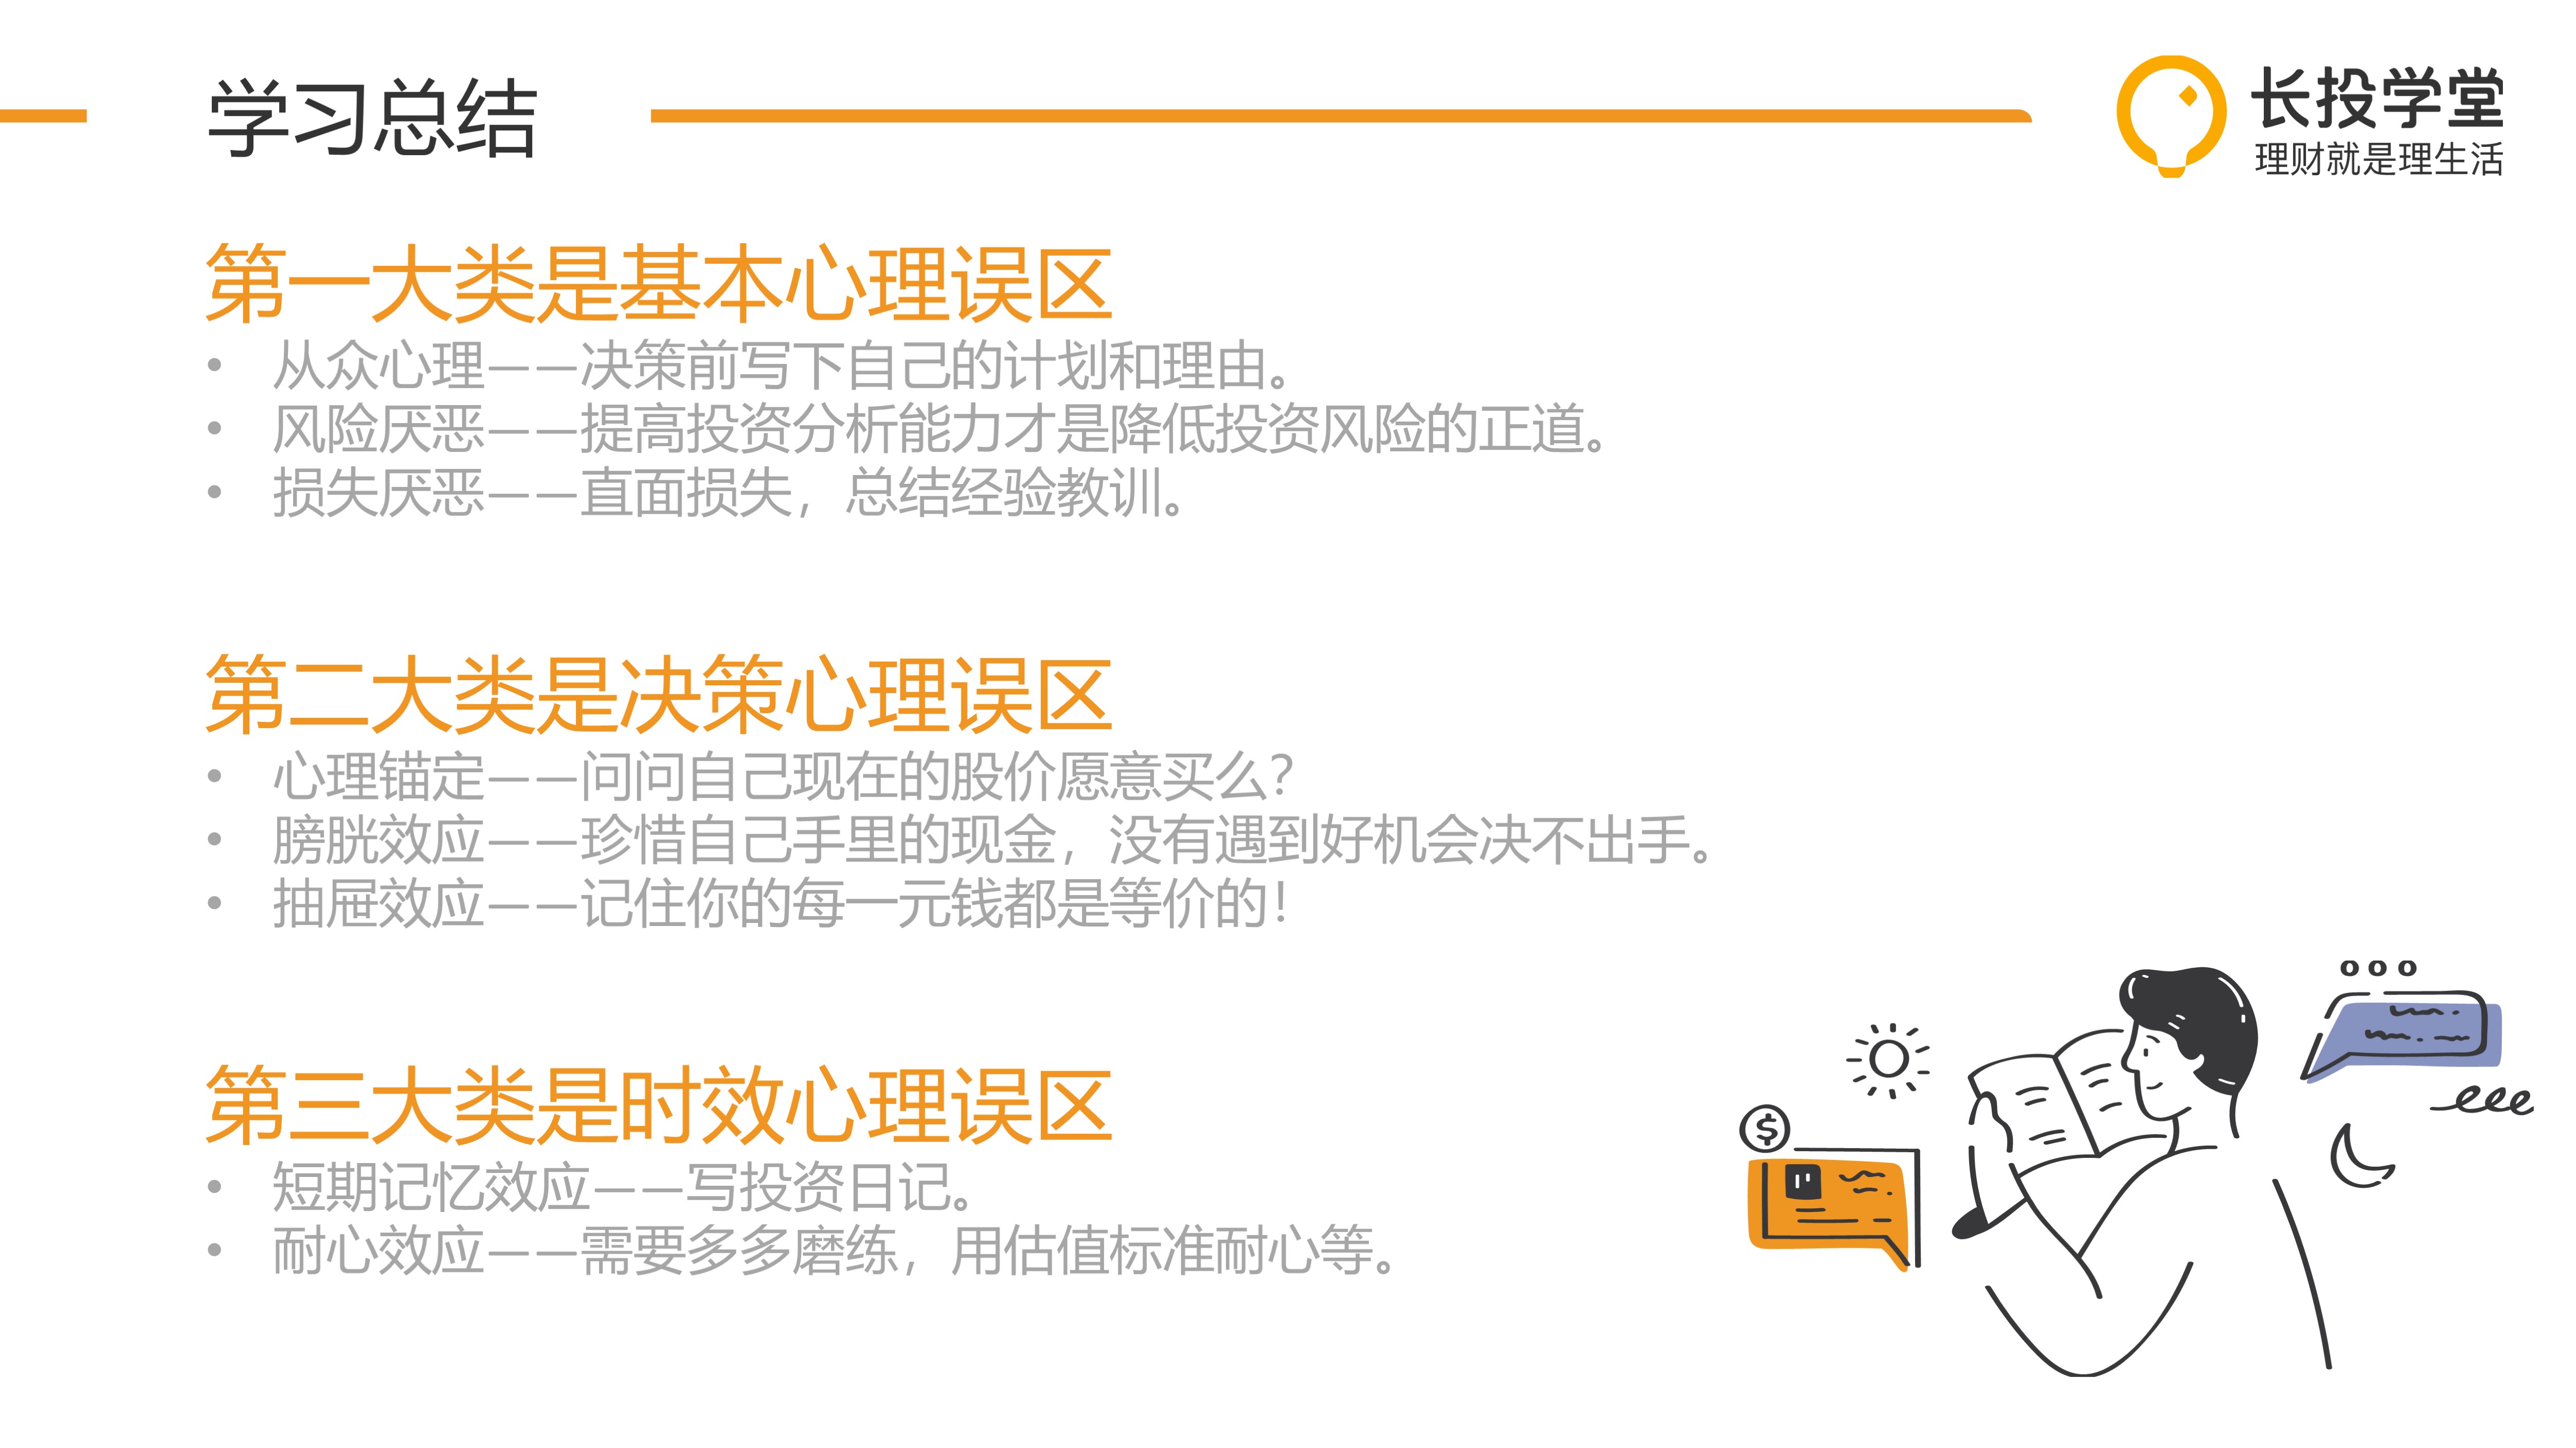 学习总结
长投学堂
理财就是理生活
第一大类是基本心理误区
• 从众心理——决策前写下自己的计划和理由。
• 风险厌恶——提高投资分析能力才是降低投资风险的正道。
• 损失厌恶——直面损失，总结经验教训。
第二大类是决策心理误区
• 心理锚定——问问自己现在的股价愿意买么？
• 膀胱效应——珍惜自己手里的现金，没有遇到好机会决不出手。
• 抽屉效应——记住你的每一元钱都是等价的！
第三大类是时效心理误区
• 短期记忆效应——写投资日记。
• 耐心效应——需要多多磨练，用估值标准耐心等。
$